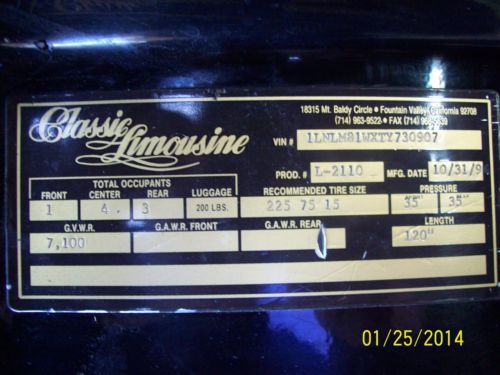 Classic Limousine
18315 Mt. Baldy Circle • Fountain Valley, California 92708
(714) 963-9523 • FAX (714)
VIN # 1LNLM81WXTY730907
PROD. # L-2110 MFG. DATE 10/31/9
TOTAL OCCUPANTS
FRONT CENTER REAR LUGGAGE RECOMMENDED TIRE SIZE PRESSURE
1 4 3 200 LBS. 225 75 15 35" 35"
G.V.W.R. G.A.W.R. FRONT G.A.W.R. REAR LENGTH
7,100 120"
01/25/2014